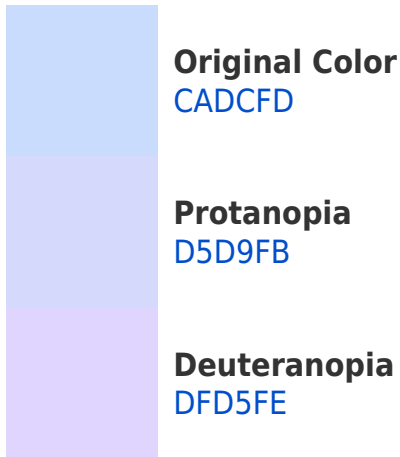 Original Color
CADCFD
Protanopia
D5D9FB
Deuteranopia
DFD5FE